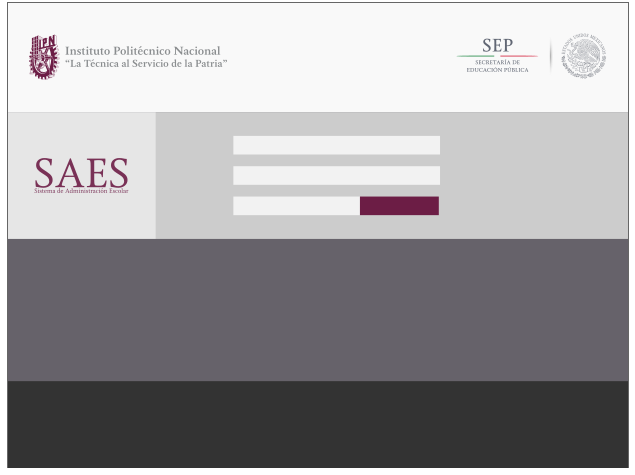 IPN
Instituto Politécnico Nacional
“La Técnica al Servicio de la Patria”
SEP
SECRETARÍA DE
EDUCACIÓN PÚBLICA
ESTADOS UNIDOS MEXICANOS
SAES
Sistema de Administración Escolar